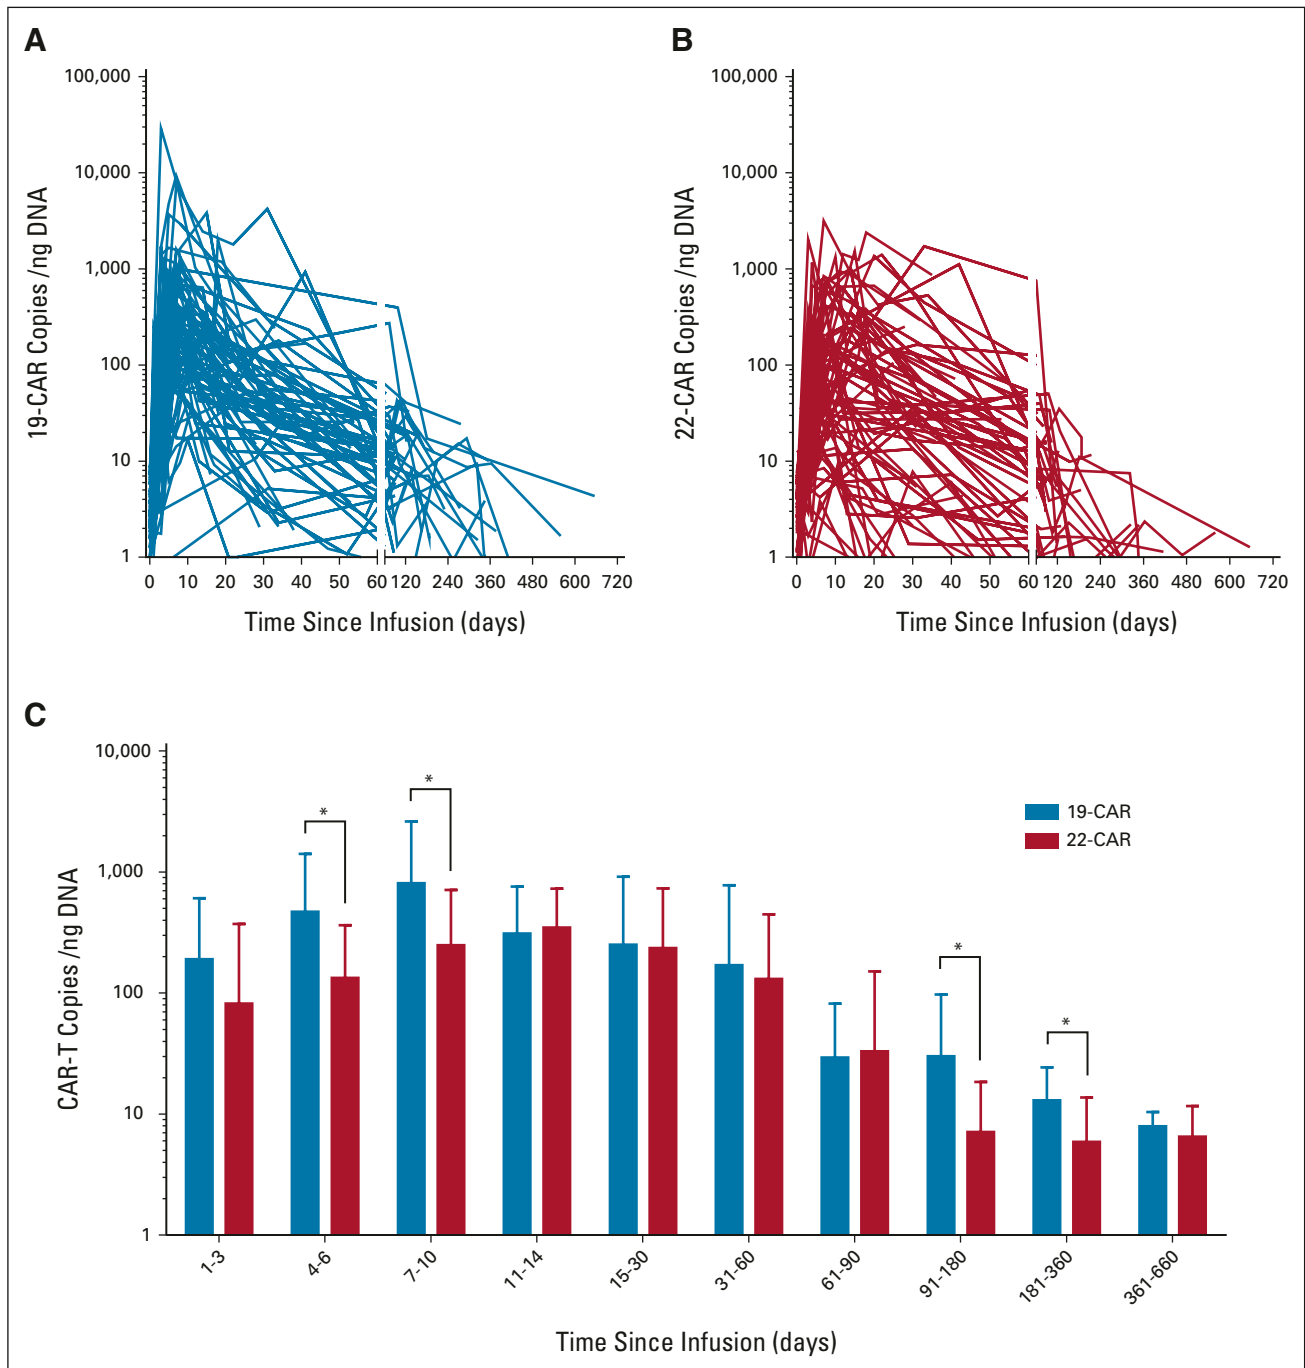 A
B
100,000
10,000
1,000
100
10
1
19-CAR Copies /ng DNA
0 10 20 30 40 50 60 120 240 360 480 600 720
Time Since Infusion (days)
100,000
10,000
1,000
100
10
1
22-CAR Copies /ng DNA
0 10 20 30 40 50 60 120 240 360 480 600 720
Time Since Infusion (days)
C
10,000
1,000
100
10
1
CAR-T Copies /ng DNA
*
*
*
*
19-CAR
22-CAR
1-3 4-6 7-10 11-14 15-30 31-60 61-90 91-180 181-360 361-660
Time Since Infusion (days)